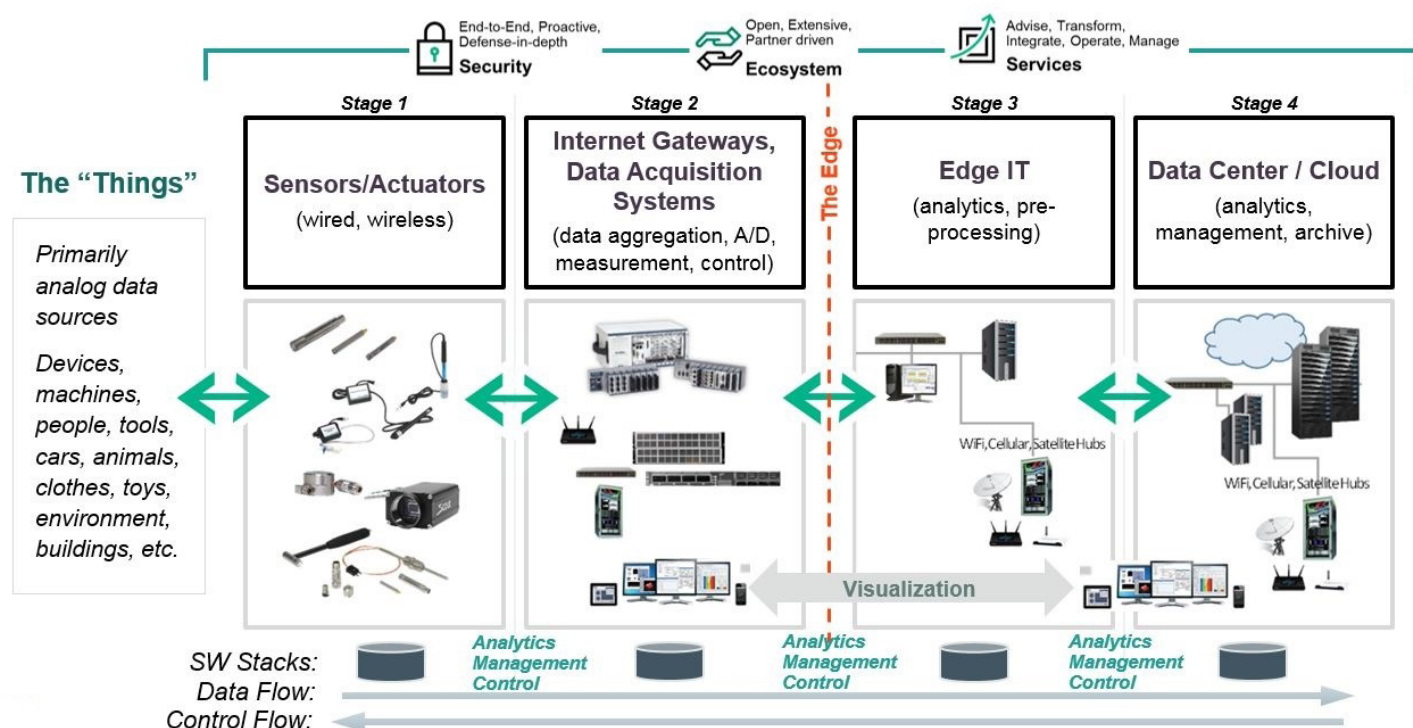 End-to-End, Proactive,
Defense-in-depth
Security
Open, Extensive,
Partner driven
Ecosystem
Advise, Transform,
Integrate, Operate, Manage
Services
Stage 1
Stage 2
Stage 3
Stage 4
The "Things"
Primarily
analog data
sources
Devices,
machines,
people, tools,
cars, animals,
clothes, toys,
environment,
buildings, etc.
Sensors/Actuators
(wired, wireless)
Internet Gateways,
Data Acquisition
Systems
(data aggregation, A/D,
measurement, control)
The Edge
Edge IT
(analytics, pre-
processing)
Data Center / Cloud
(analytics,
management, archive)
WiFi, Cellular, Satellite Hubs
WiFi, Cellular, Satellite Hubs
Visualization
SW Stacks:
Analytics
Management
Control
Analytics
Management
Control
Analytics
Management
Control
Data Flow:
Control Flow: